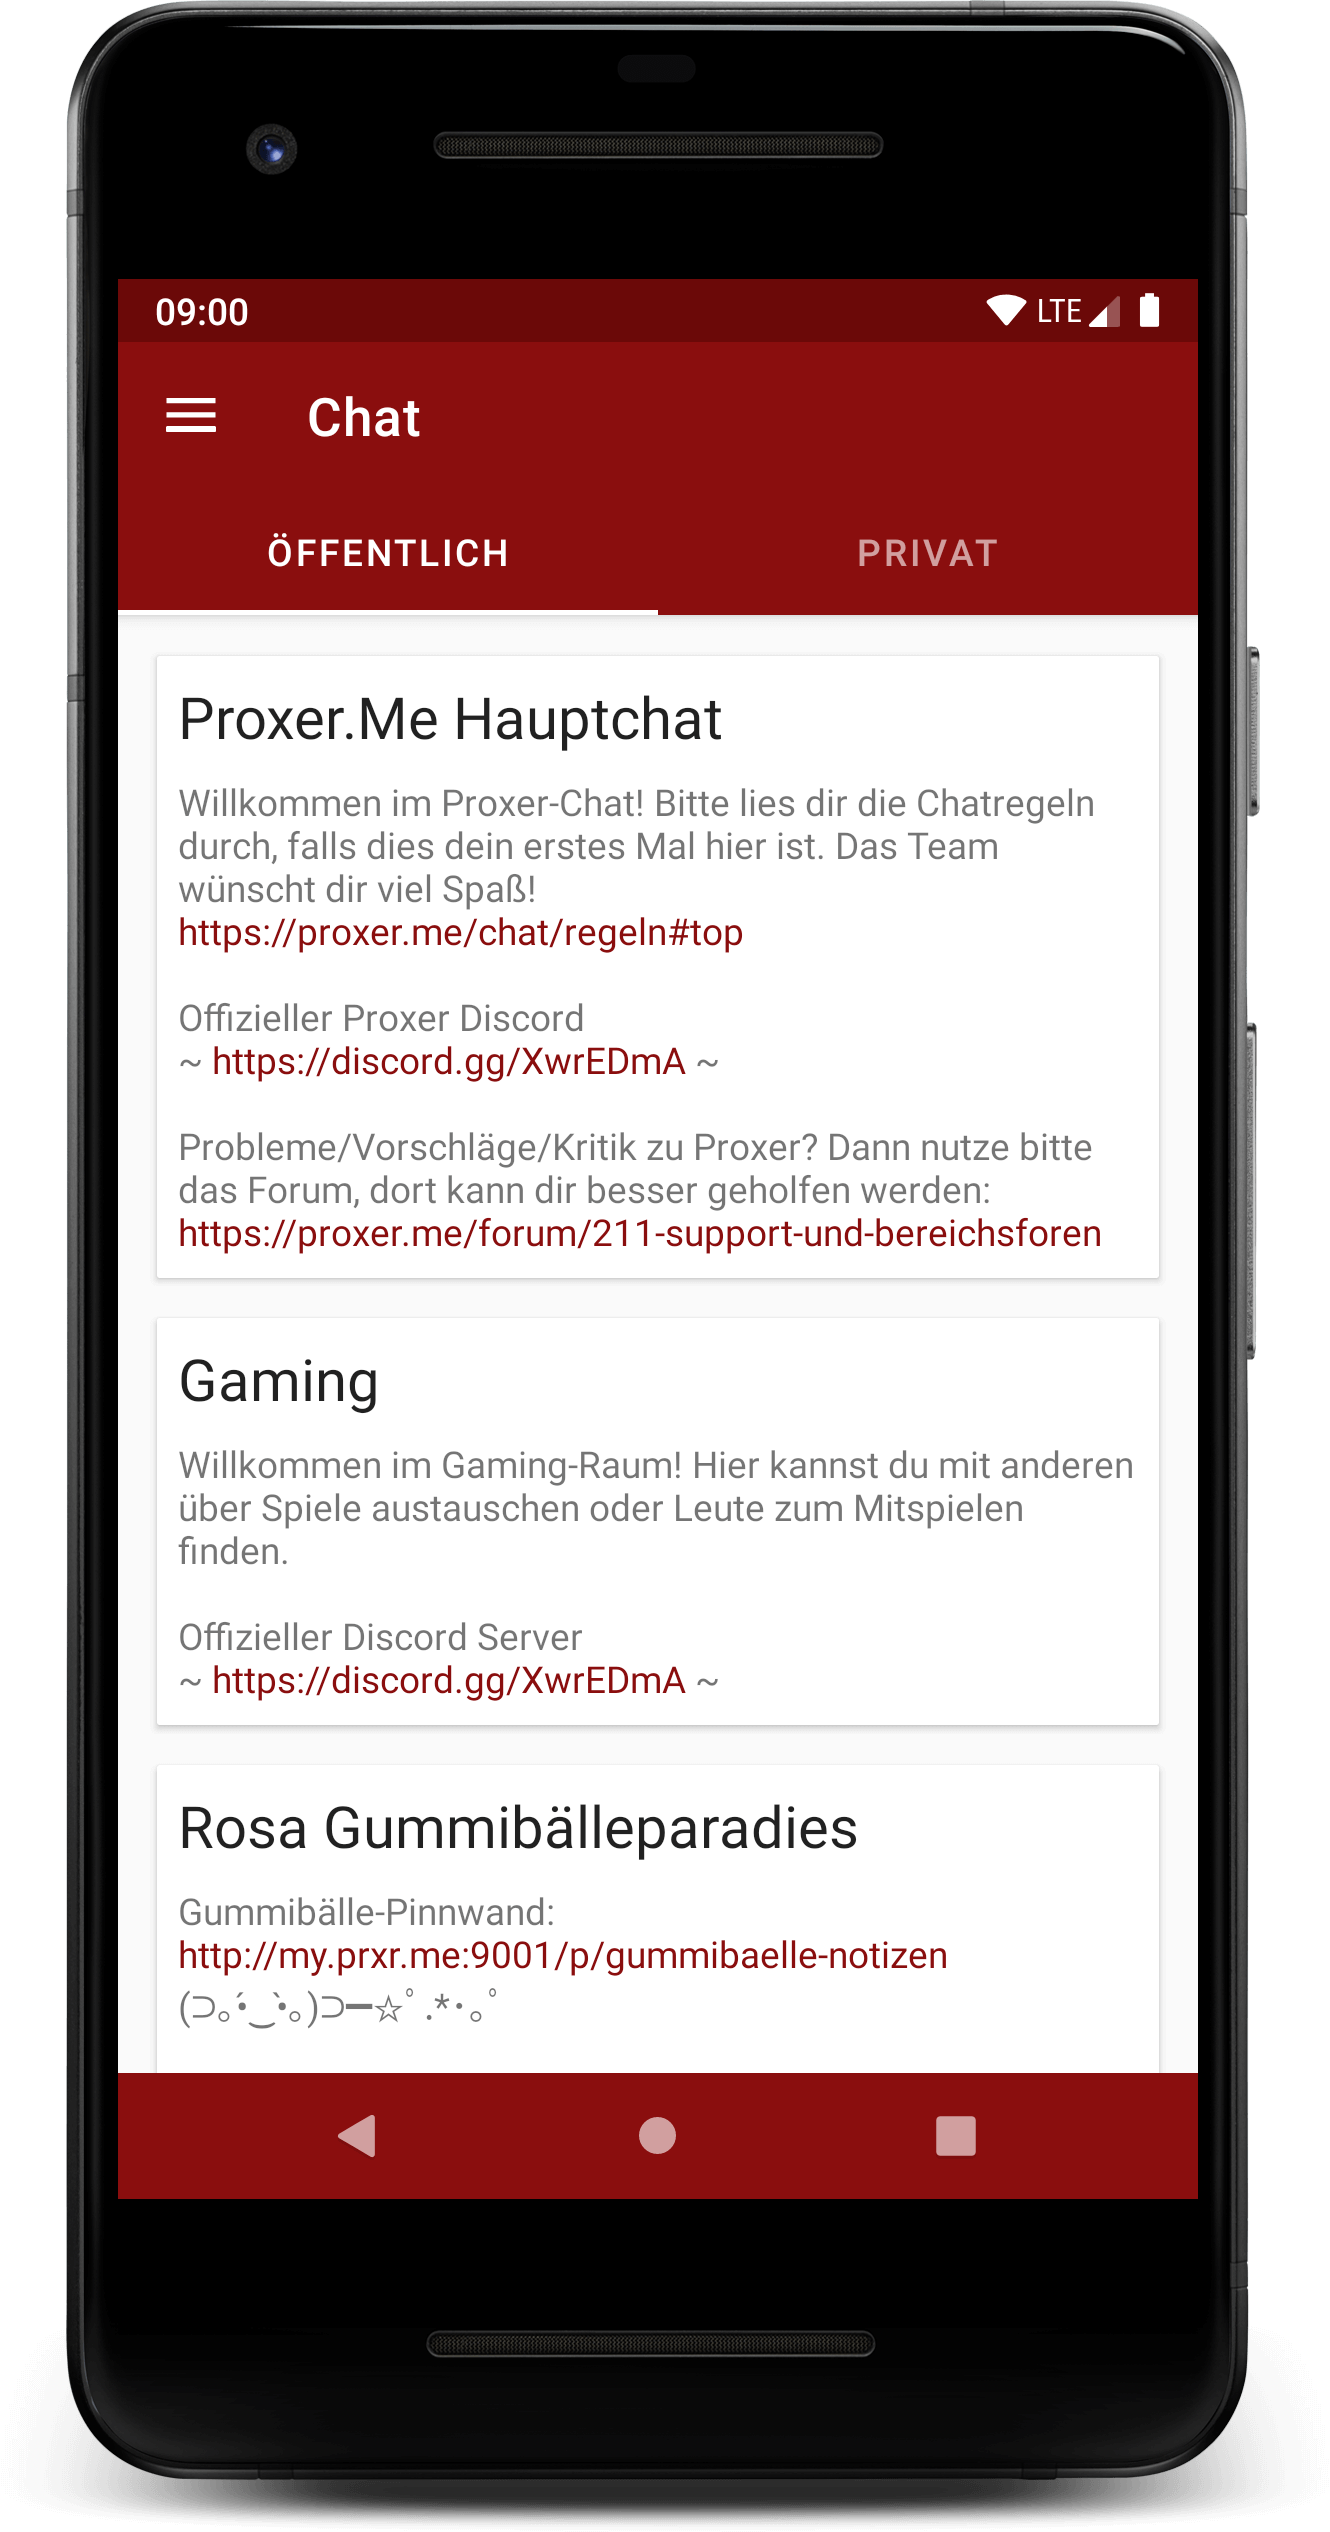 09:00
LTE
Chat
ÖFFENTLICH
PRIVAT
Proxer.Me Hauptchat
Willkommen im Proxer-Chat! Bitte lies dir die Chatregeln
durch, falls dies dein erstes Mal hier ist. Das Team
wünscht dir viel Spaß!
https://proxer.me/chat/regeln#top
Offizieller Proxer Discord
~ https://discord.gg/XwrEDmA ~
Probleme/Vorschläge/Kritik zu Proxer? Dann nutze bitte
das Forum, dort kann dir besser geholfen werden:
https://proxer.me/forum/211-support-und-bereichsforen
Gaming
Willkommen im Gaming-Raum! Hier kannst du mit anderen
über Spiele austauschen oder Leute zum Mitspielen
finden.
Offizieller Discord Server
~ https://discord.gg/XwrEDmA ~
Rosa Gummibälleparadies
Gummibälle-Pinnwand:
http://my.prxr.me:9001/p/gummibaelle-notizen
(⊃｡•́‿•̀｡)⊃━☆ﾟ.*･｡ﾟ